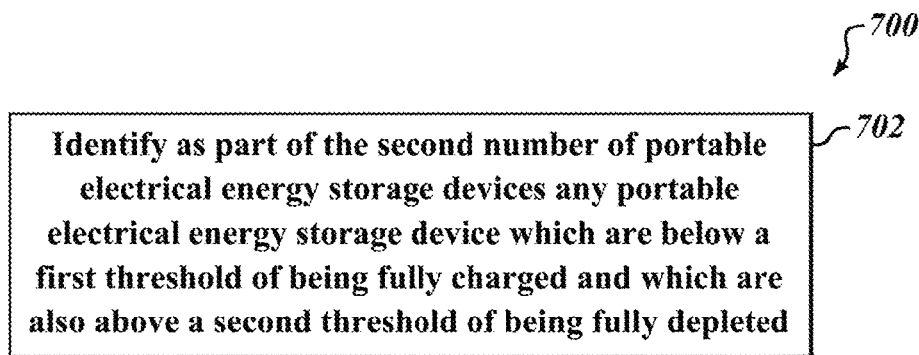 700
702
Identify as part of the second number of portable
electrical energy storage devices any portable
electrical energy storage device which are below a
first threshold of being fully charged and which are
also above a second threshold of being fully depleted